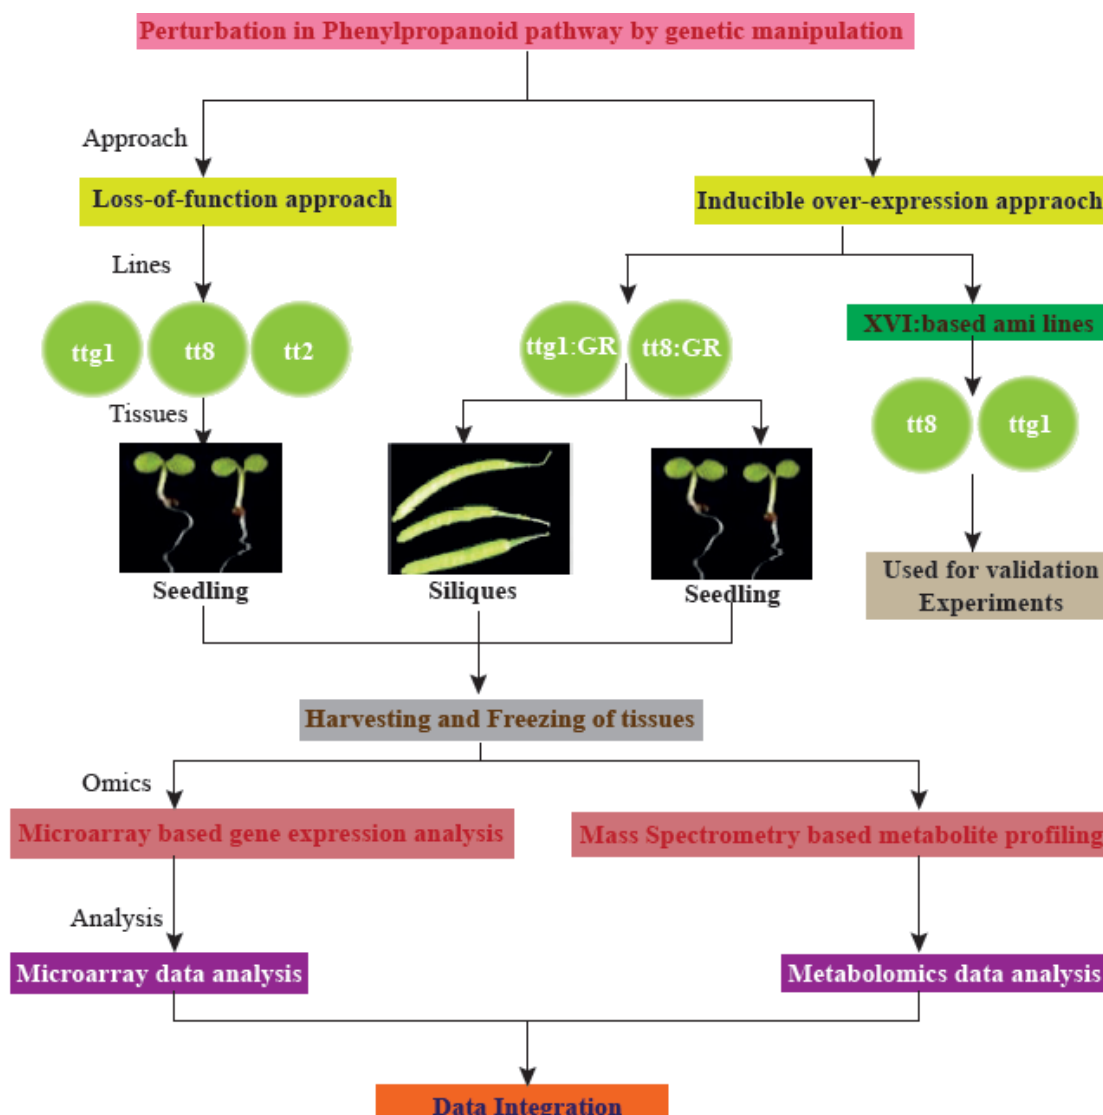 Perturbation in Phenylpropanoid pathway by genetic manipulation
Approach
Loss-of-function approach
Inducible over-expression appraoch
Lines
ttg1
tt8
tt2
ttg1:GR
tt8:GR
XVI:based ami lines
tt8
ttg1
Tissues
Seedling
Siliques
Seedling
Used for validation
Experiments
Harvesting and Freezing of tissues
Omics
Microarray based gene expression analysis
Mass Spectrometry based metabolite profiling
Analysis
Microarray data analysis
Metabolomics data analysis
Data Integration